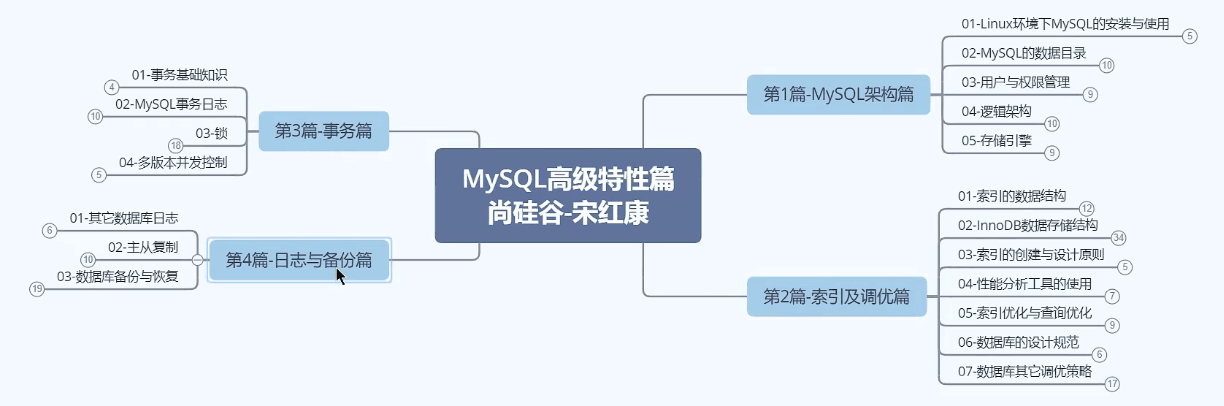 MySQL高级特性篇
尚硅谷-宋红康
第1篇-MySQL架构篇
01-Linux环境下MySQL的安装与使用
5
02-MySQL的数据目录
10
03-用户与权限管理
9
04-逻辑架构
10
05-存储引擎
9
第2篇-索引及调优篇
01-索引的数据结构
12
02-InnoDB数据存储结构
34
03-索引的创建与设计原则
5
04-性能分析工具的使用
7
05-索引优化与查询优化
9
06-数据库的设计规范
6
07-数据库其它调优策略
17
第3篇-事务篇
01-事务基础知识
4
02-MySQL事务日志
10
03-锁
18
04-多版本并发控制
5
第4篇-日志与备份篇
01-其它数据库日志
6
02-主从复制
10
03-数据库备份与恢复
19